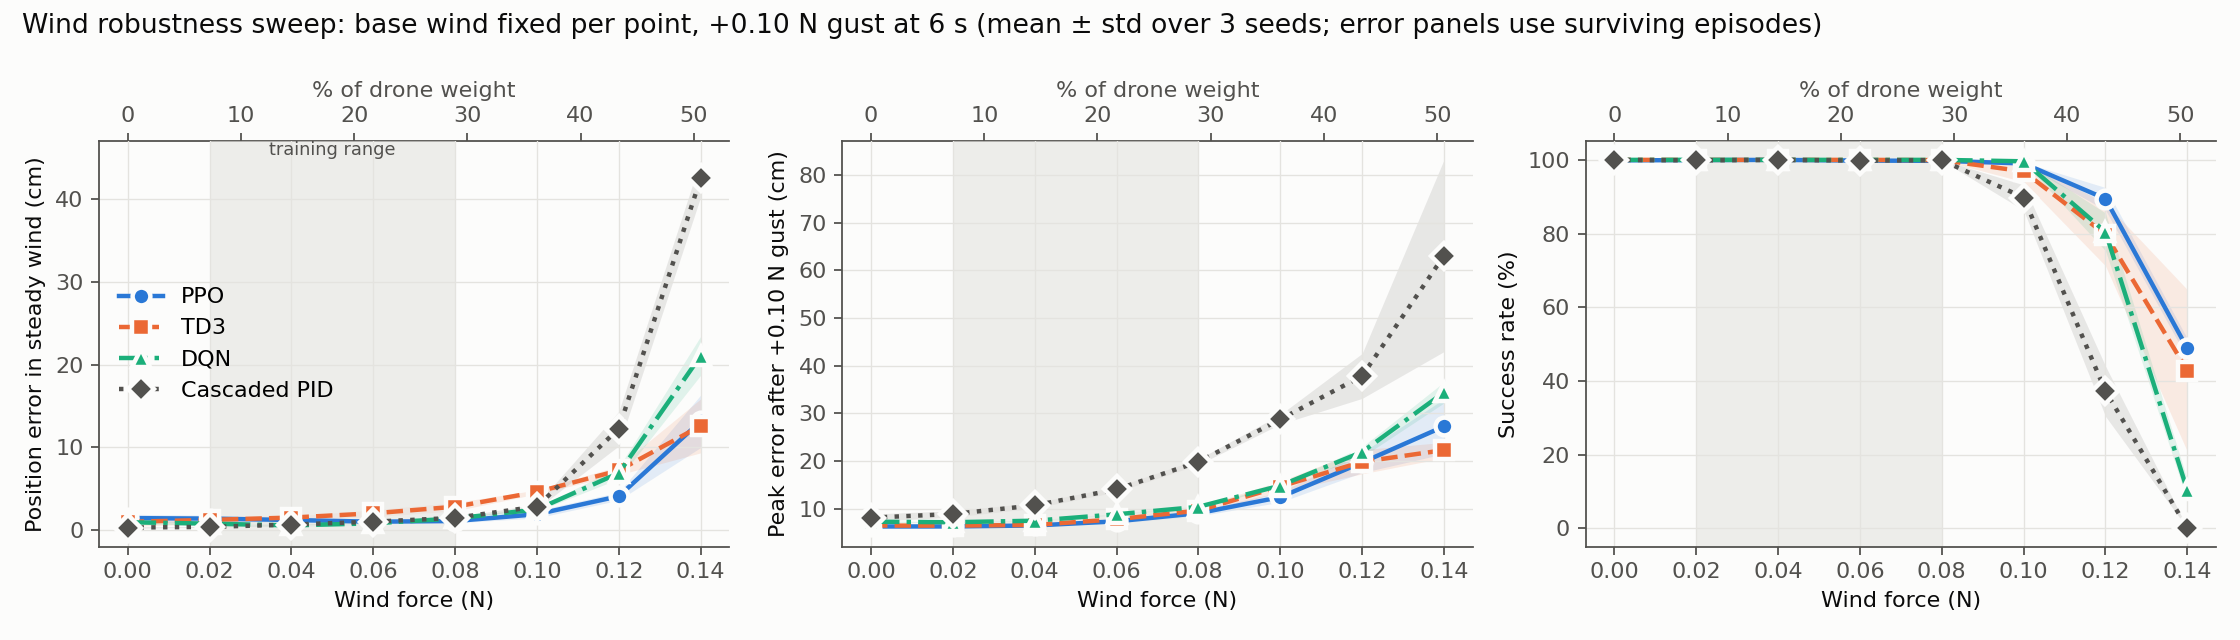 Wind robustness sweep: base wind fixed per point, +0.10 N gust at 6 s (mean ± std over 3 seeds; error panels use surviving episodes)
% of drone weight
0 10 20 30 40 50
training range
Position error in steady wind (cm)
40
30
20
10
0
PPO
TD3
DQN
Cascaded PID
0.00 0.02 0.04 0.06 0.08 0.10 0.12 0.14
Wind force (N)
% of drone weight
0 10 20 30 40 50
Peak error after +0.10 N gust (cm)
80
70
60
50
40
30
20
10
0.00 0.02 0.04 0.06 0.08 0.10 0.12 0.14
Wind force (N)
% of drone weight
0 10 20 30 40 50
Success rate (%)
100
80
60
40
20
0
0.00 0.02 0.04 0.06 0.08 0.10 0.12 0.14
Wind force (N)